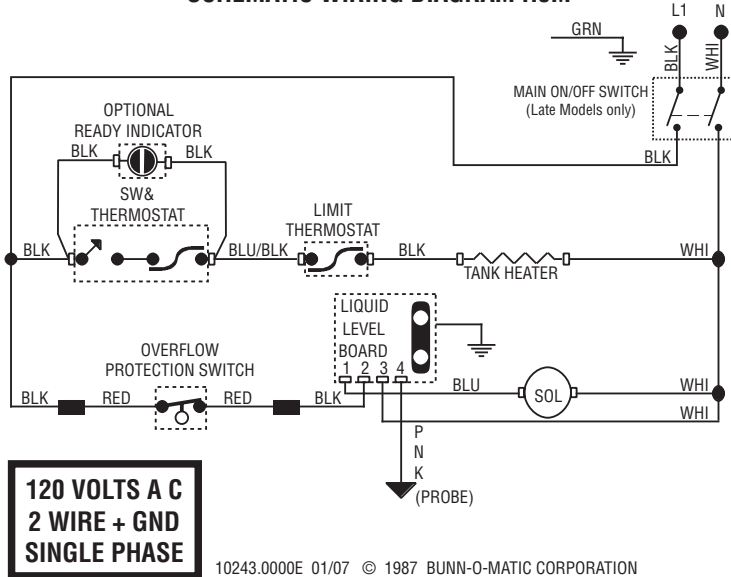 L1 N
GRN
BLK
WHI
MAIN ON/OFF SWITCH
(Late Models only)
BLK
OPTIONAL
READY INDICATOR
BLK
BLK
SW&
THERMOSTAT
LIMIT
THERMOSTAT
BLK
BLU/BLK
BLK
TANK HEATER
WHI
LIQUID
LEVEL
BOARD
1 2 3 4
OVERFLOW
PROTECTION SWITCH
BLK
RED
RED
BLK
BLU
SOL
WHI
WHI
P
N
K
(PROBE)
120 VOLTS A C
2 WIRE + GND
SINGLE PHASE
10243.0000E 01/07 © 1987 BUNN-O-MATIC CORPORATION